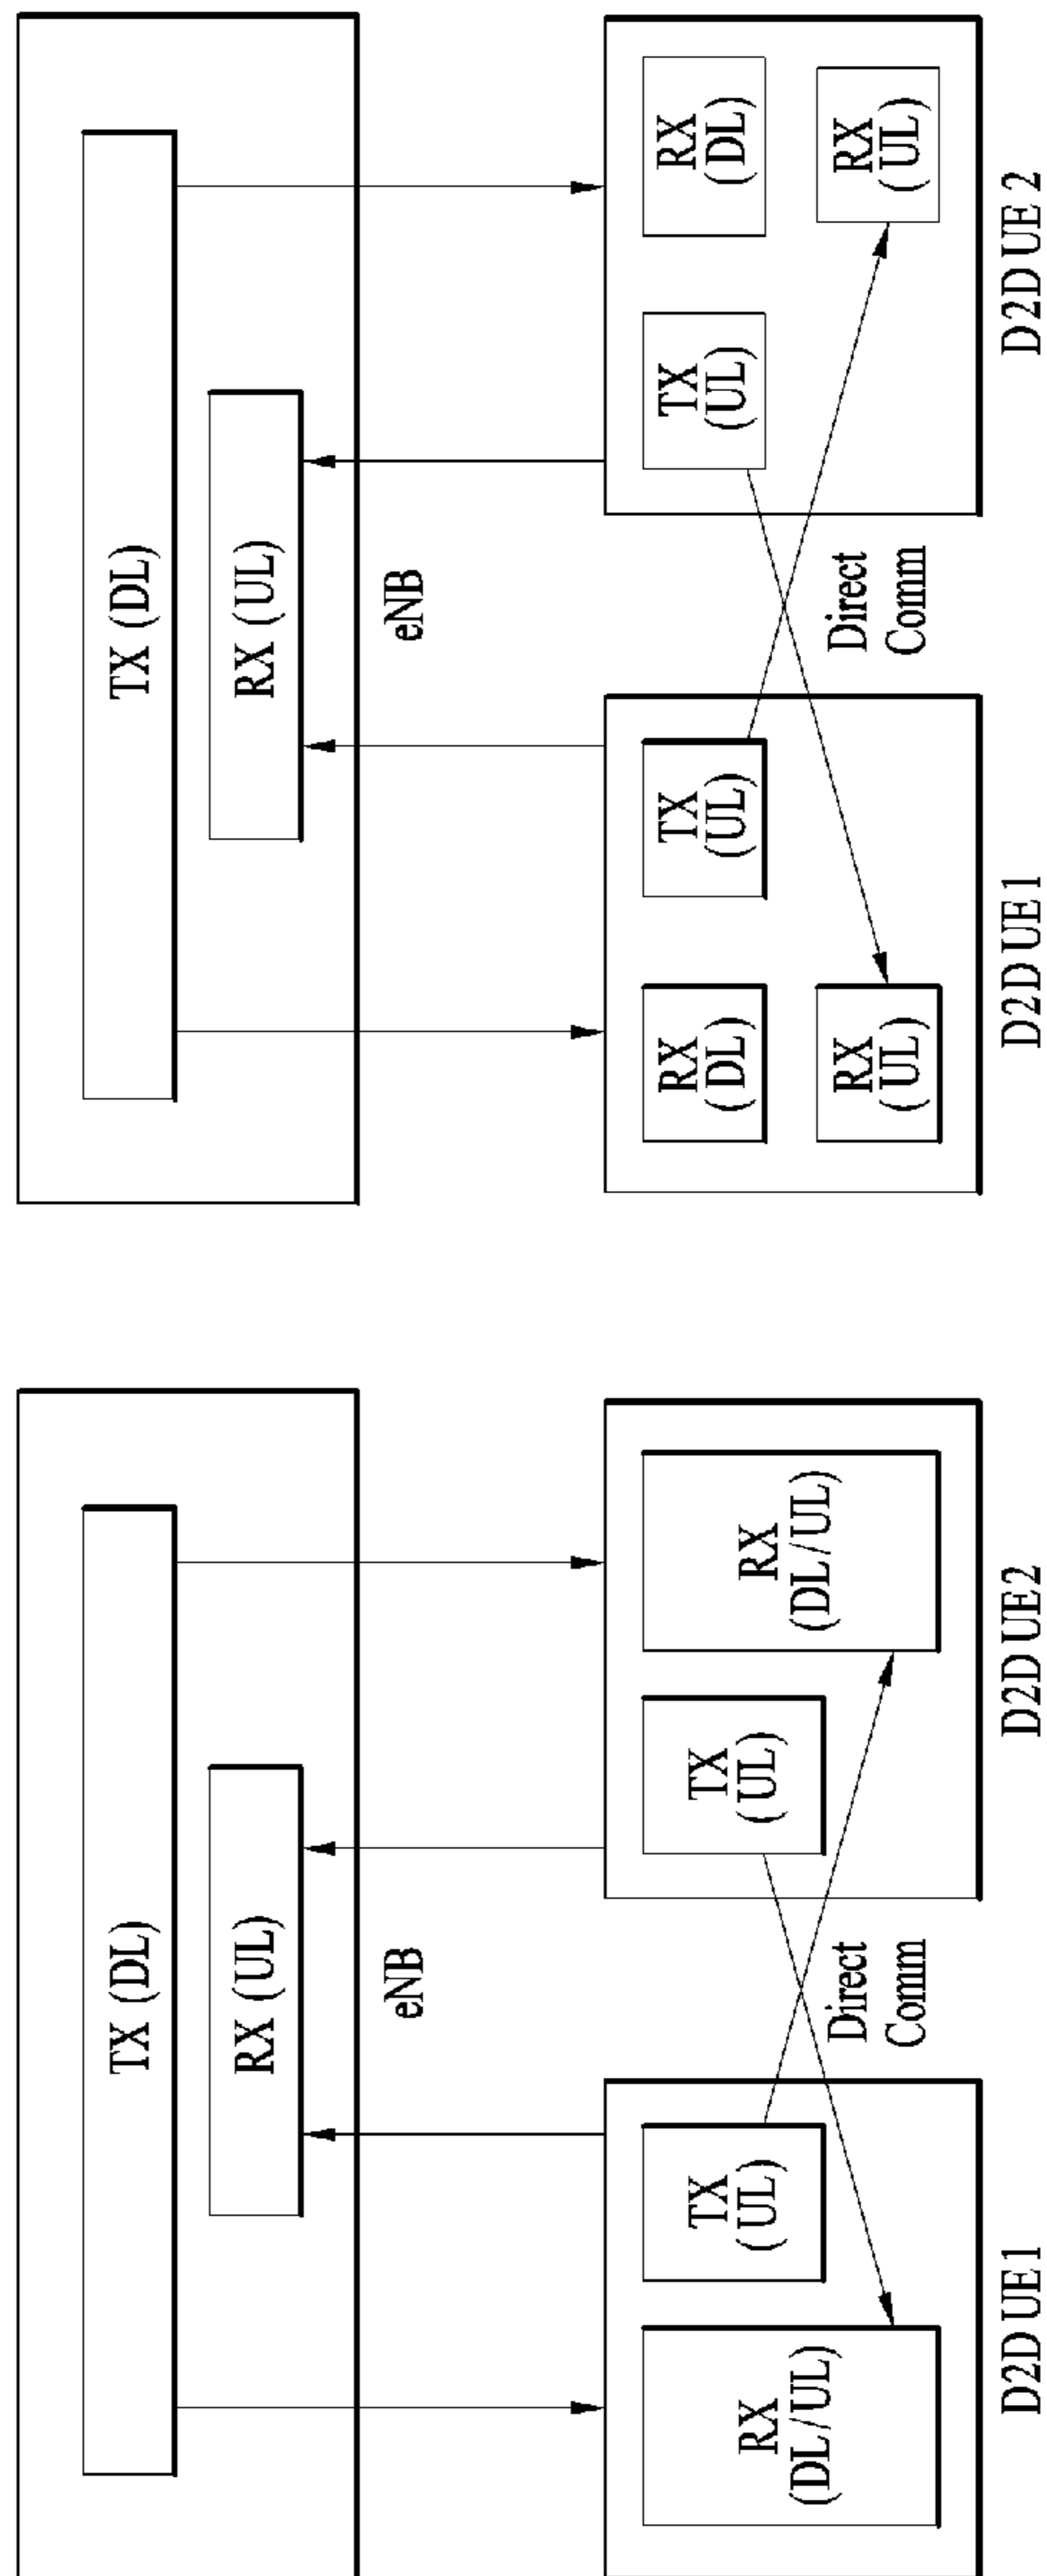 TX (DL)
RX (UL)
eNB
RX
(DL/UL)
TX
(UL)
Direct
Comm
TX
(UL)
RX
(DL/UL)
D2D UE1
D2D UE2
TX (DL)
RX (UL)
eNB
RX
(DL)
TX
(UL)
RX
(UL)
Direct
Comm
TX
(UL)
RX
(DL)
RX
(UL)
D2D UE 1
D2D UE 2